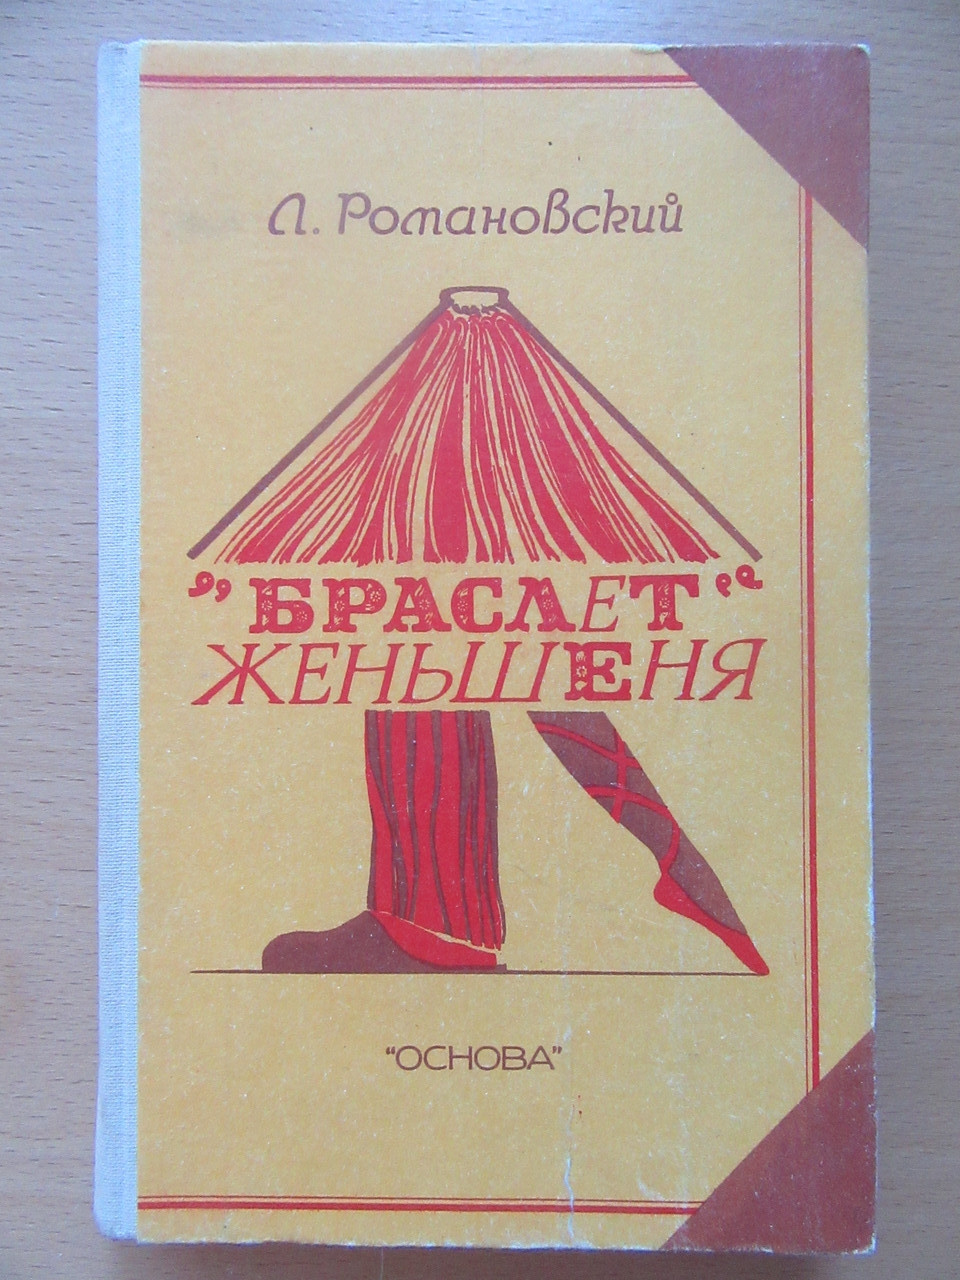 Л. Романовский
"БРАСЛЕТ"
ЖЕНЬШЕНЯ
"ОСНОВА"